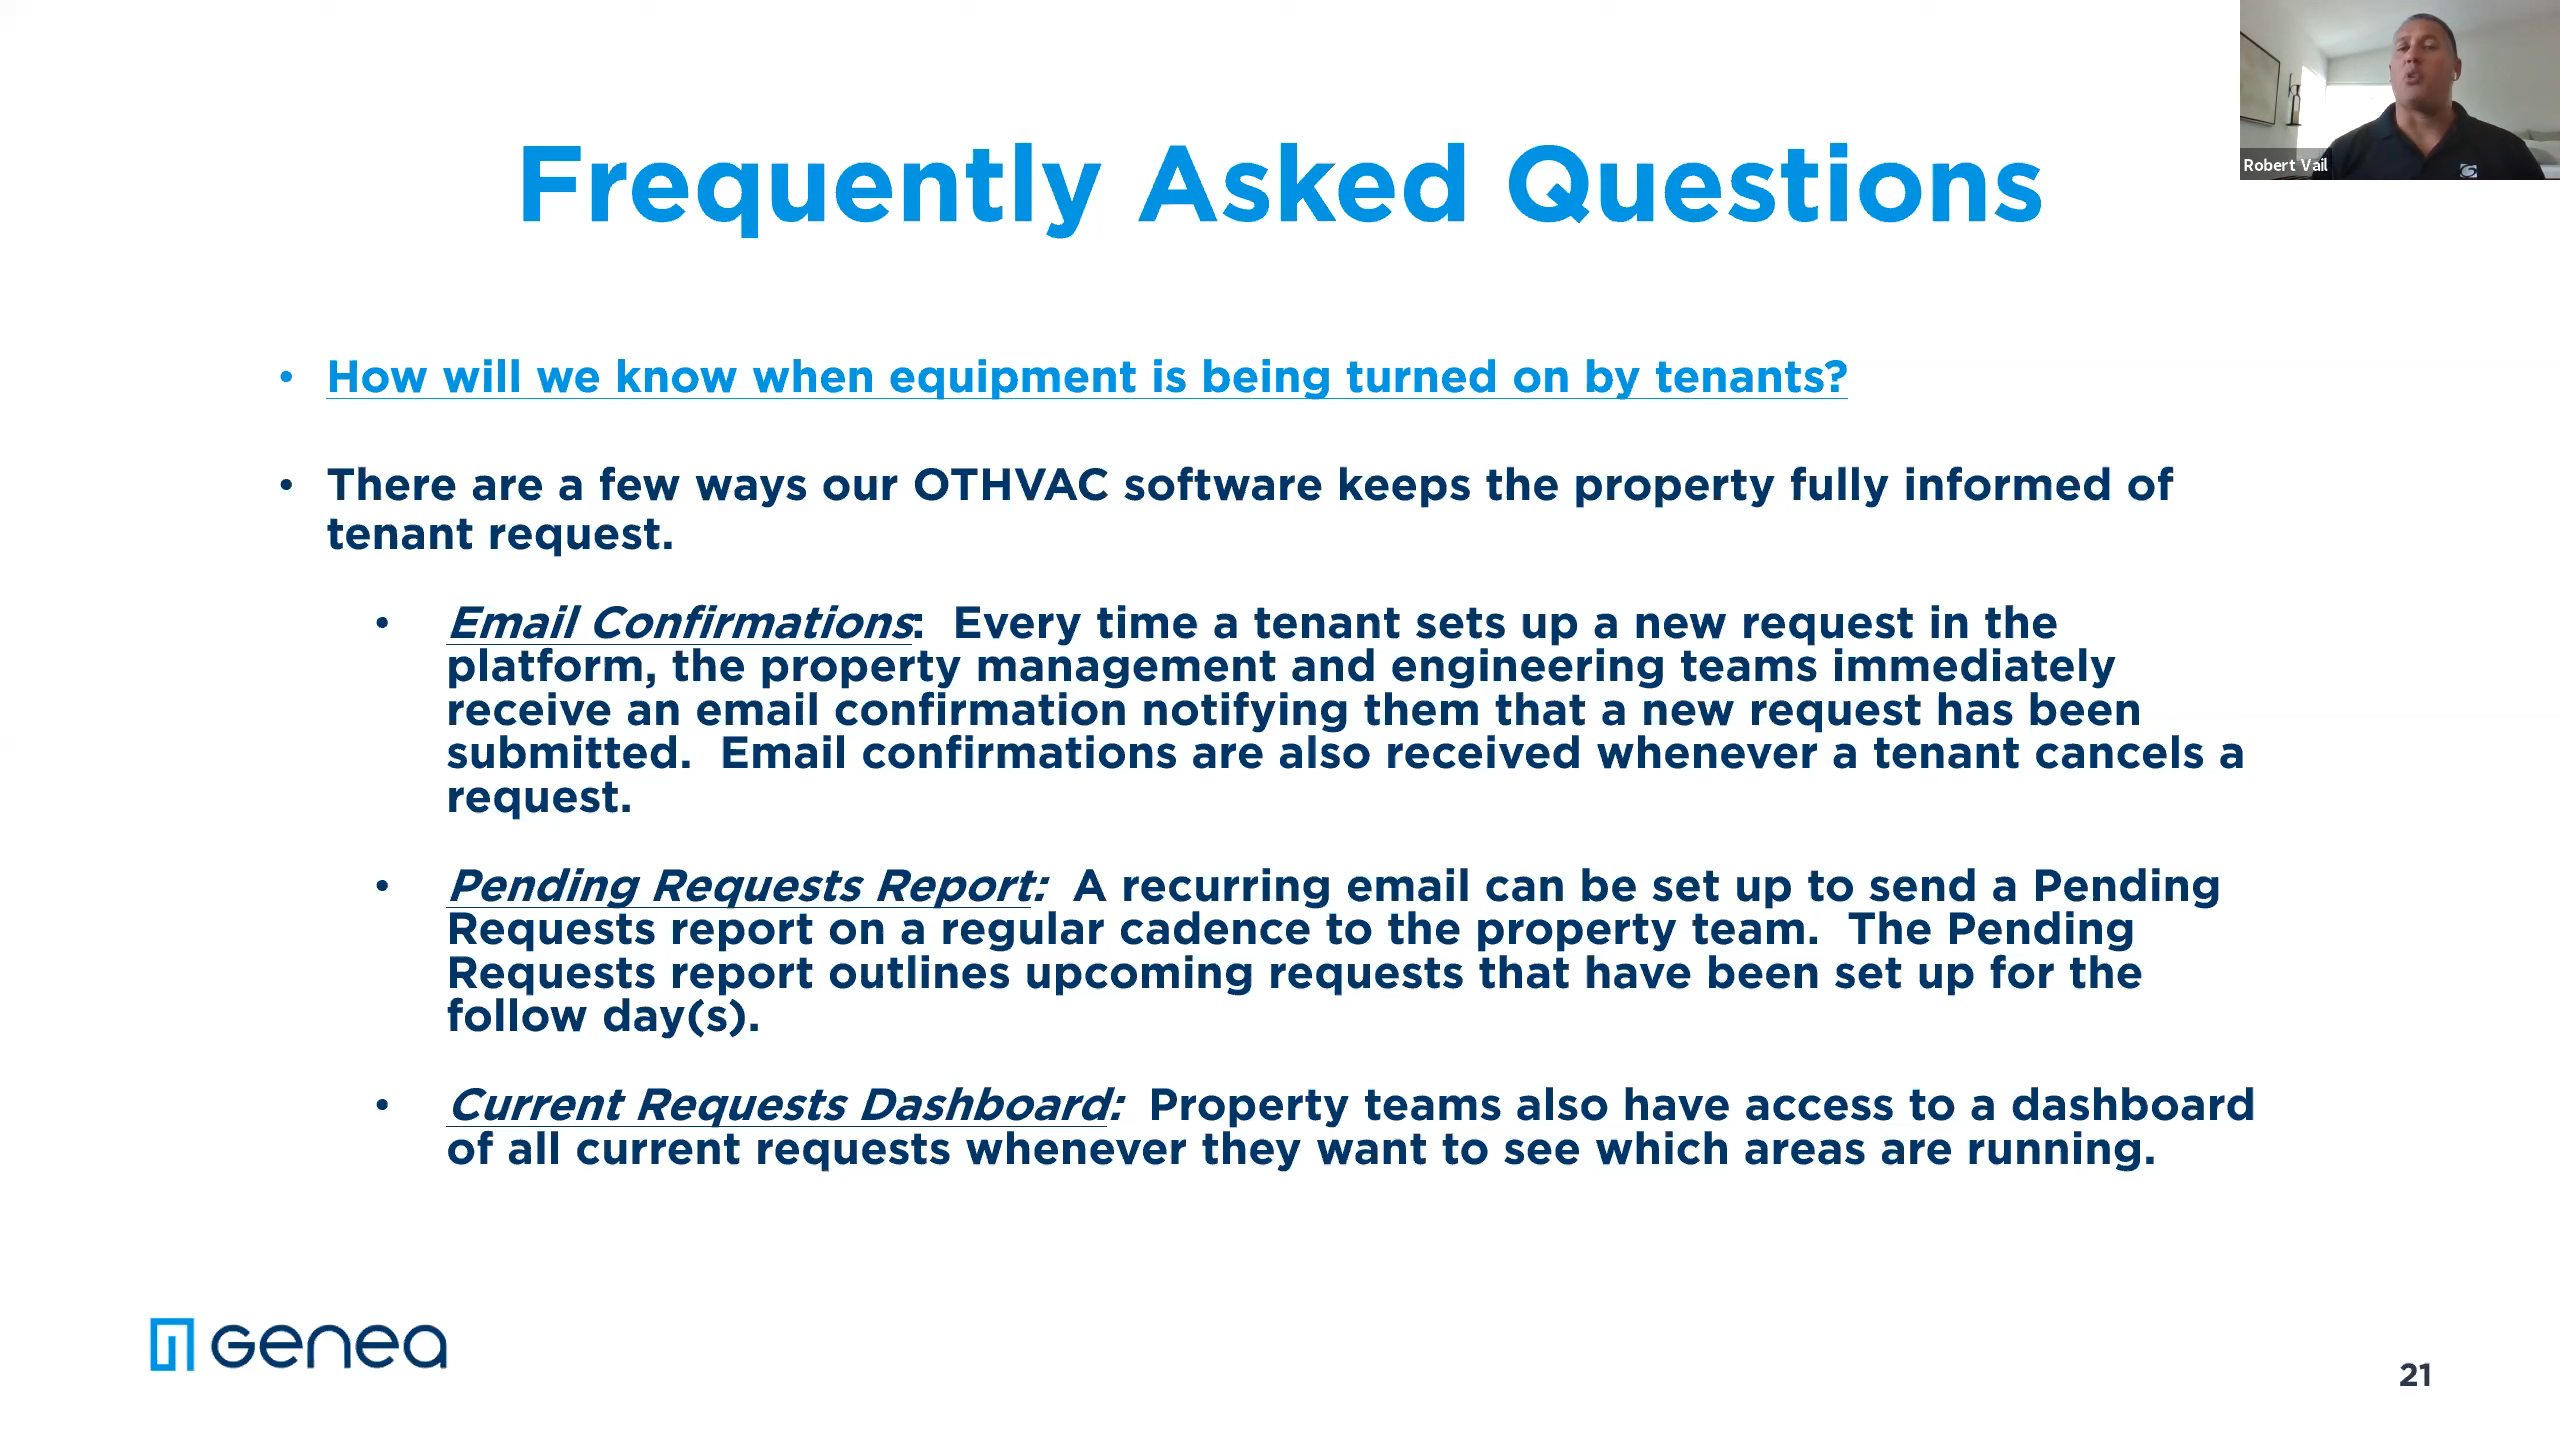 Robert Vail
Frequently Asked Questions
• How will we know when equipment is being turned on by tenants?
• There are a few ways our OTHVAC software keeps the property fully informed of
tenant request.
• Email Confirmations:  Every time a tenant sets up a new request in the
platform, the property management and engineering teams immediately
receive an email confirmation notifying them that a new request has been
submitted.  Email confirmations are also received whenever a tenant cancels a
request.
• Pending Requests Report:  A recurring email can be set up to send a Pending
Requests report on a regular cadence to the property team.  The Pending
Requests report outlines upcoming requests that have been set up for the
follow day(s).
• Current Requests Dashboard:  Property teams also have access to a dashboard
of all current requests whenever they want to see which areas are running.
Genea
21